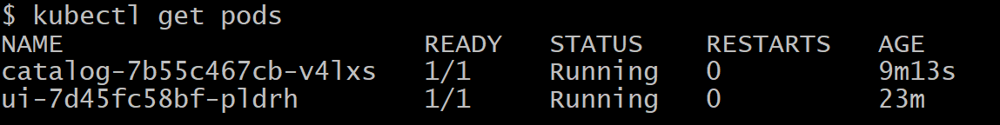 $ kubectl get pods
NAME READY STATUS RESTARTS AGE
catalog-7b55c467cb-v4lxs 1/1 Running 0 9m13s
ui-7d45fc58bf-pldrh 1/1 Running 0 23m